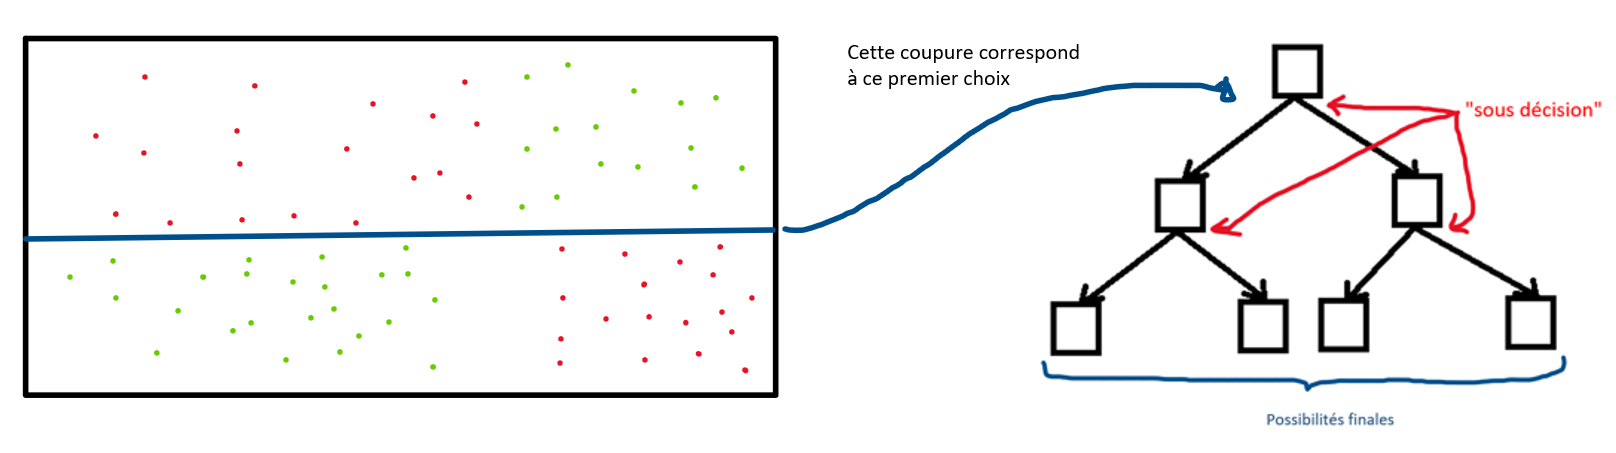 Cette coupure correspond
à ce premier choix
"sous décision"
Possibilités finales